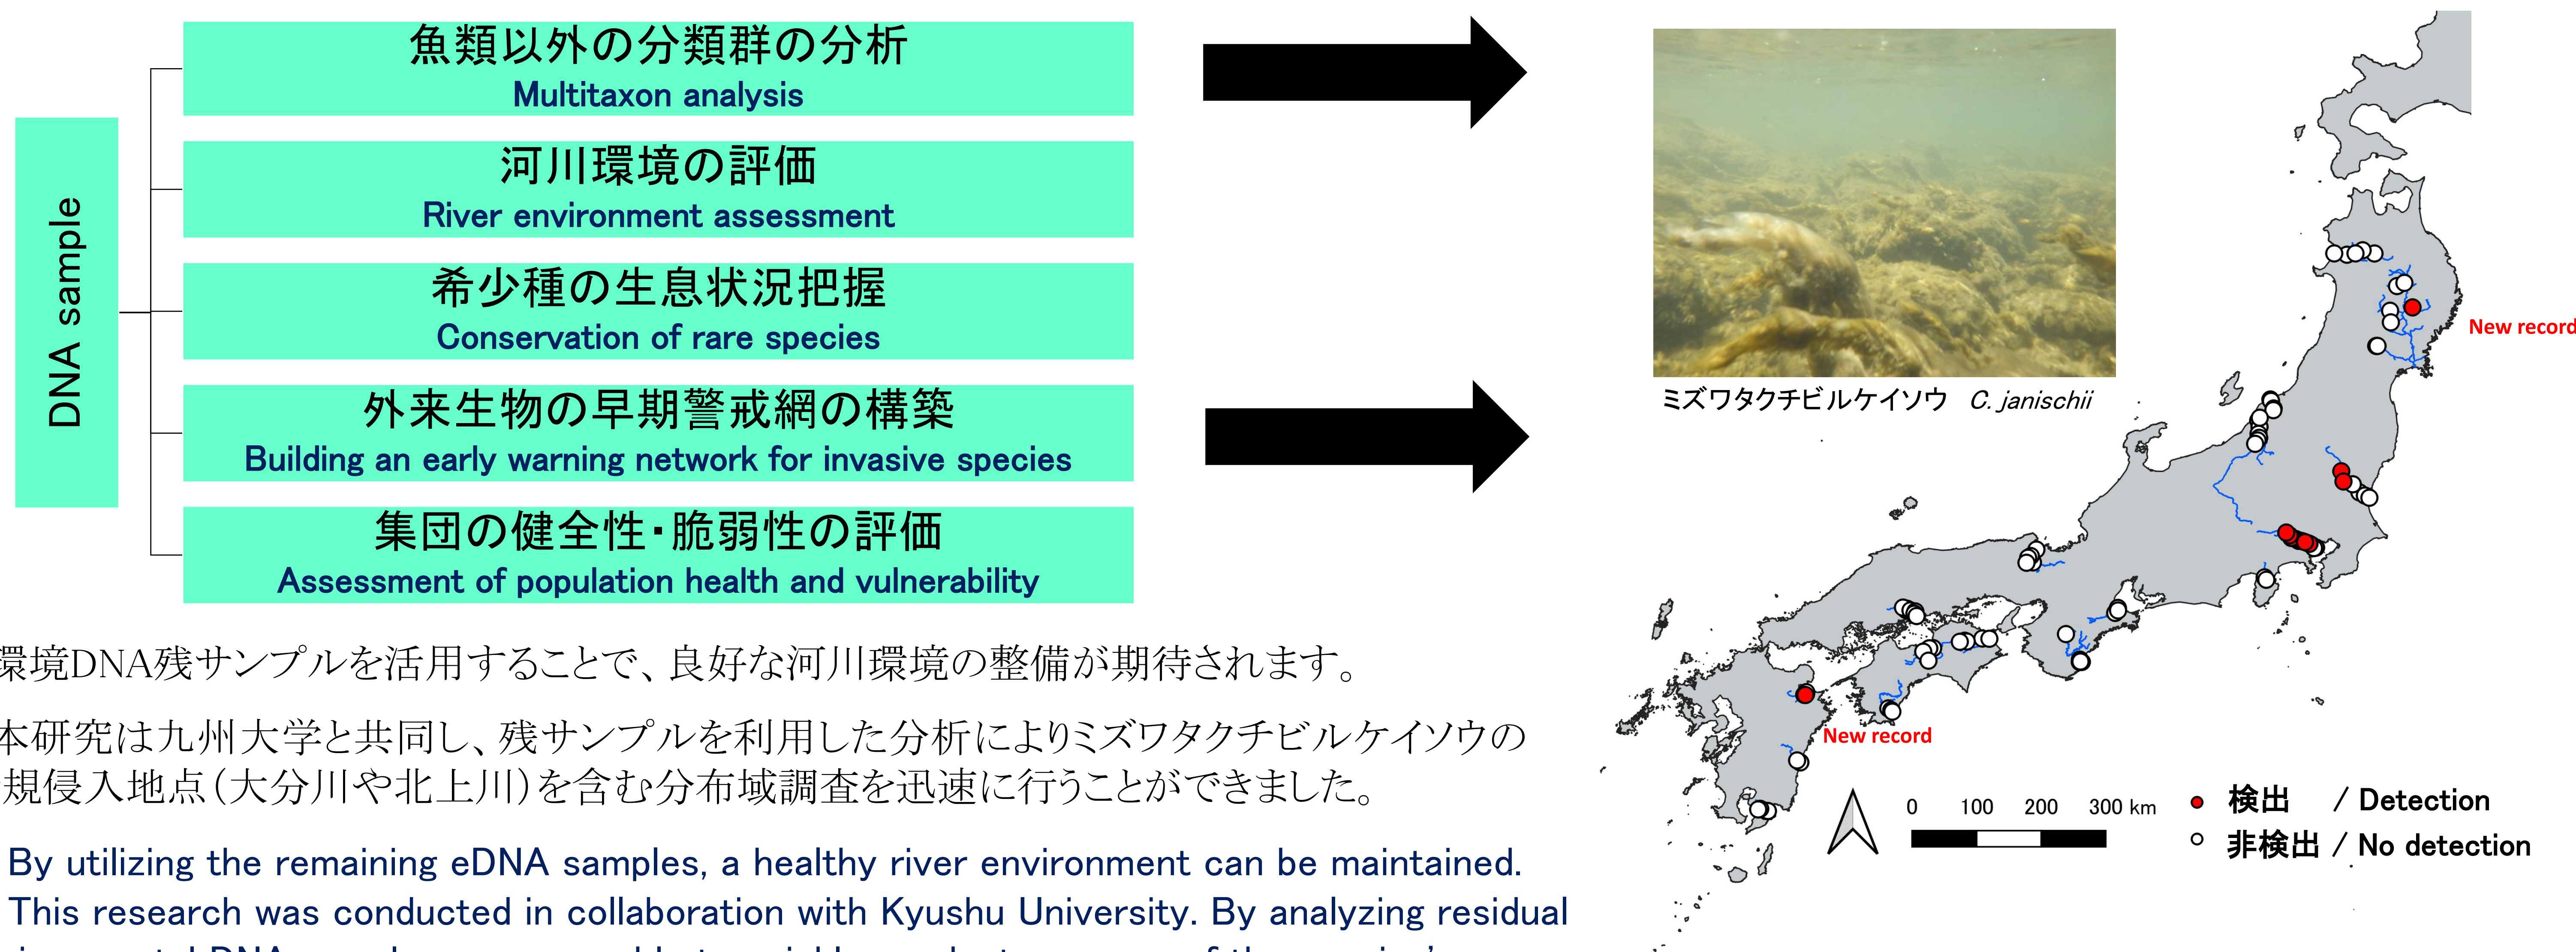 DNA sample
魚類以外の分類群の分析
Multitaxon analysis
河川環境の評価
River environment assessment
希少種の生息状況把握
Conservation of rare species
外来生物の早期警戒網の構築
Building an early warning network for invasive species
集団の健全性・脆弱性の評価
Assessment of population health and vulnerability
ミズワタクチビルケイソウ C. janischii
New record
New record
0 100 200 300 km
検出 / Detection
非検出 / No detection
環境DNA残サンプルを活用することで、良好な河川環境の整備が期待されます。
本研究は九州大学と共同し、残サンプルを利用した分析によりミズワタクチビルケイソウの
規侵入地点（大分川や北上川）を含む分布域調査を迅速に行うことができました。
By utilizing the remaining eDNA samples, a healthy river environment can be maintained.
This research was conducted in collaboration with Kyushu University. By analyzing residual